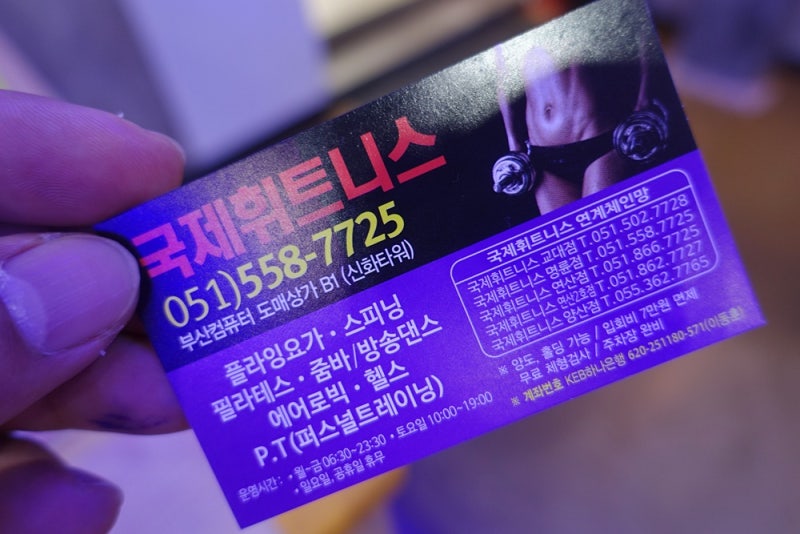 국제휘트니스
051)558-7725
부산컴퓨터 도매상가 B1 (신화타워)
플라잉요가 · 스피닝
필라테스 · 줌바/방송댄스
에어로빅 · 헬스
P.T(퍼스널트레이닝)
운영시간 : • 월~금 06:30~23:30 • 토요일 10:00~19:00
• 일요일, 공휴일 휴무
국제휘트니스 연계체인망
국제휘트니스 교대점 T.051.502.7728
국제휘트니스 명륜점 T.051.558.7725
국제휘트니스 연산점 T.051.866.7725
국제휘트니스 연산2호점 T.051.862.7727
국제휘트니스 양산점 T.055.362.7765
※ 양도, 홀딩 가능 / 입회비 7만원 면제
무료 체형검사 / 주차장 완비
※ 계좌번호 KEB하나은행 620-251180-571(이동훈)